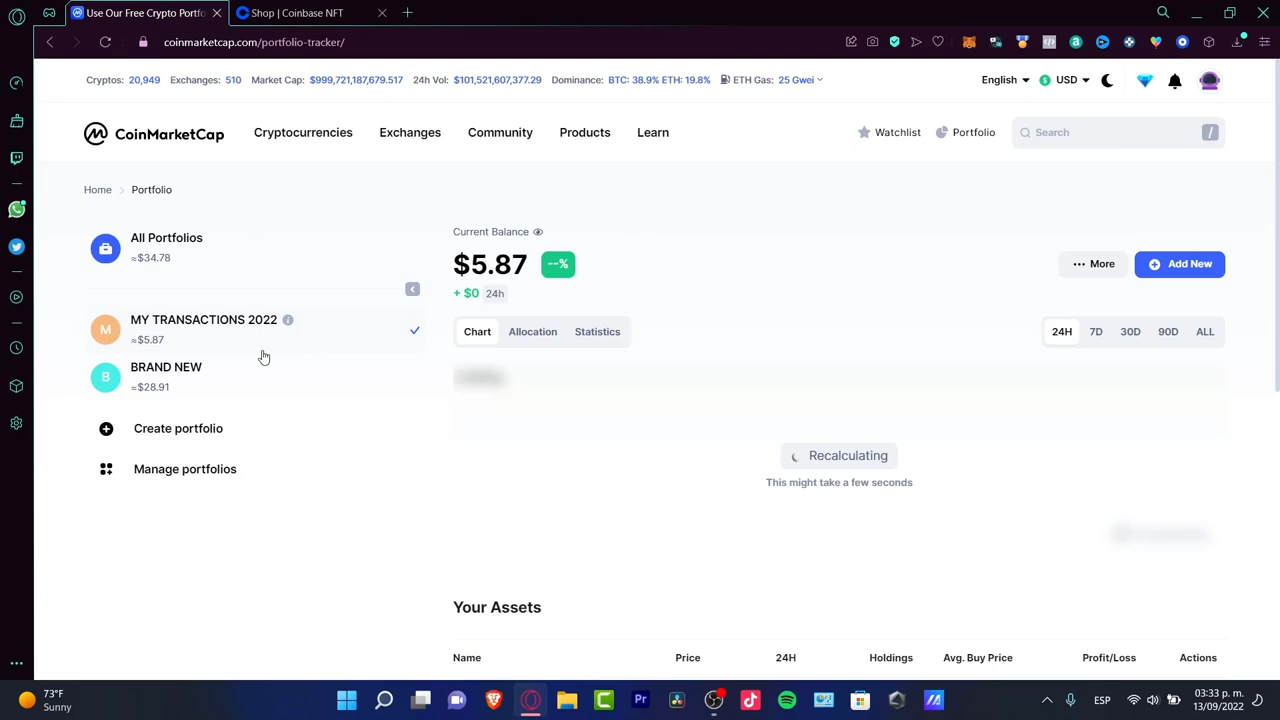 Use Our Free Crypto Portfo
Shop | Coinbase NFT
coinmarketcap.com/portfolio-tracker/
Cryptos: 20,949 Exchanges: 510 Market Cap: $999,721,187,679.517 24h Vol: $101,521,607,377.29 Dominance: BTC: 38.9% ETH: 19.8% ETH Gas: 25 Gwei
English USD
CoinMarketCap
Cryptocurrencies Exchanges Community Products Learn
Watchlist Portfolio Search /
Home Portfolio
All Portfolios
≈$34.78
MY TRANSACTIONS 2022
≈$5.87
BRAND NEW
≈$28.91
Create portfolio
Manage portfolios
Current Balance
$5.87 --%
+ $0 24h
More Add New
Chart Allocation Statistics
24H 7D 30D 90D ALL
Recalculating
This might take a few seconds
Your Assets
Name Price 24H Holdings Avg. Buy Price Profit/Loss Actions
73°F
Sunny
ESP
03:33 p. m.
13/09/2022